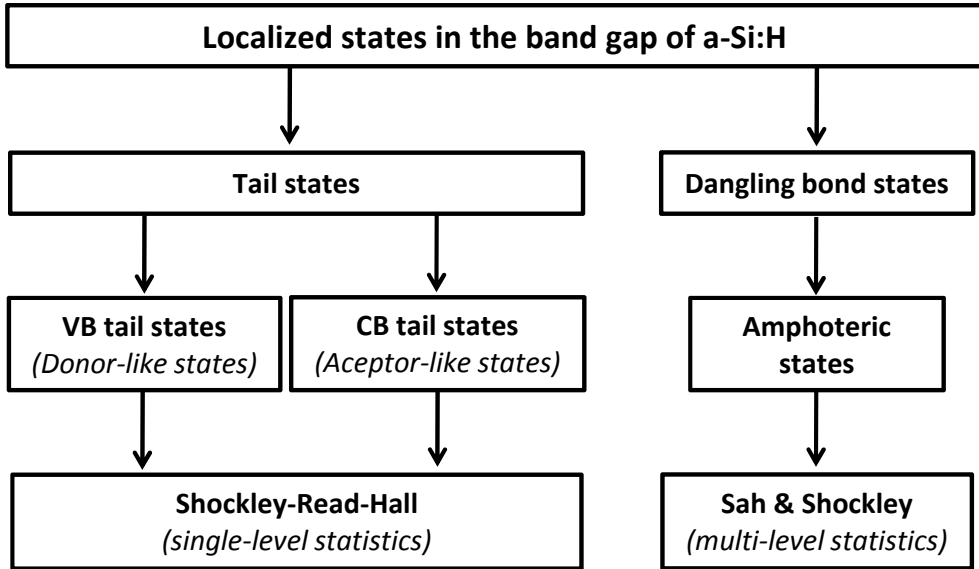 Localized states in the band gap of a-Si:H
Tail states
Dangling bond states
VB tail states
(Donor-like states)
CB tail states
(Aceptor-like states)
Amphoteric
states
Shockley-Read-Hall
(single-level statistics)
Sah & Shockley
(multi-level statistics)